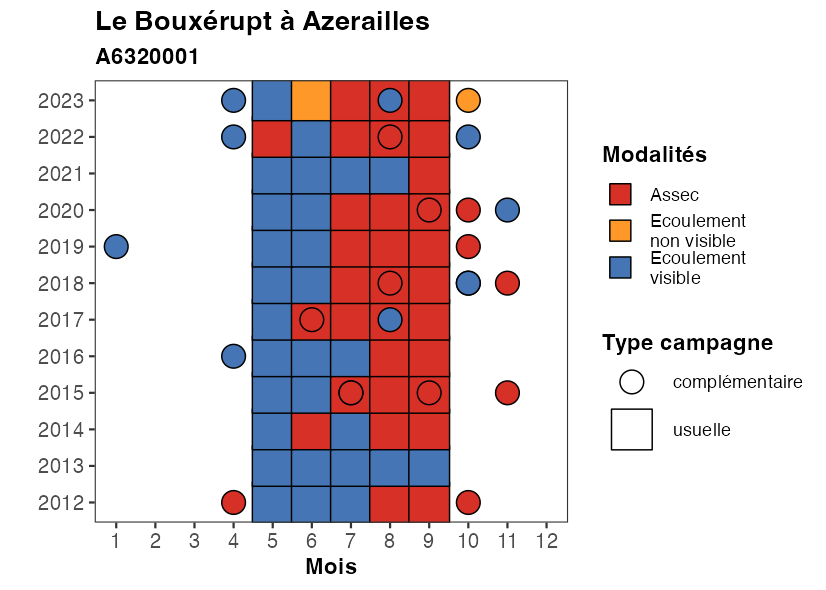 Le Bouxérupt à Azerailles
A6320001
2023
2022
2021
2020
2019
2018
2017
2016
2015
2014
2013
2012
1 2 3 4 5 6 7 8 9 10 11 12
Mois
Modalités
Assec
Ecoulement
non visible
Ecoulement
visible
Type campagne
complémentaire
usuelle